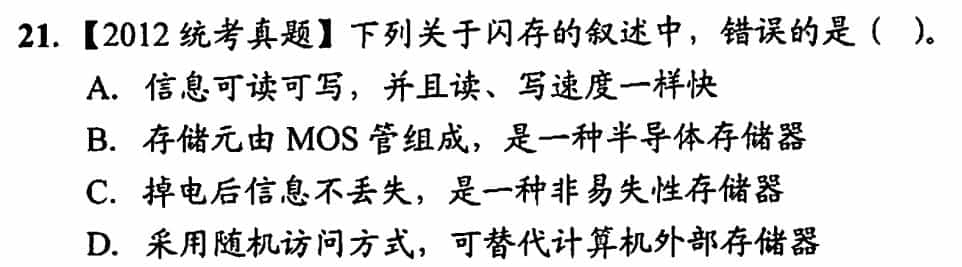 21. 【2012 统考真题】下列关于闪存的叙述中，错误的是（ ）。
A. 信息可读可写，并且读、写速度一样快
B. 存储元由 MOS 管组成，是一种半导体存储器
C. 掉电后信息不丢失，是一种非易失性存储器
D. 采用随机访问方式，可替代计算机外部存储器